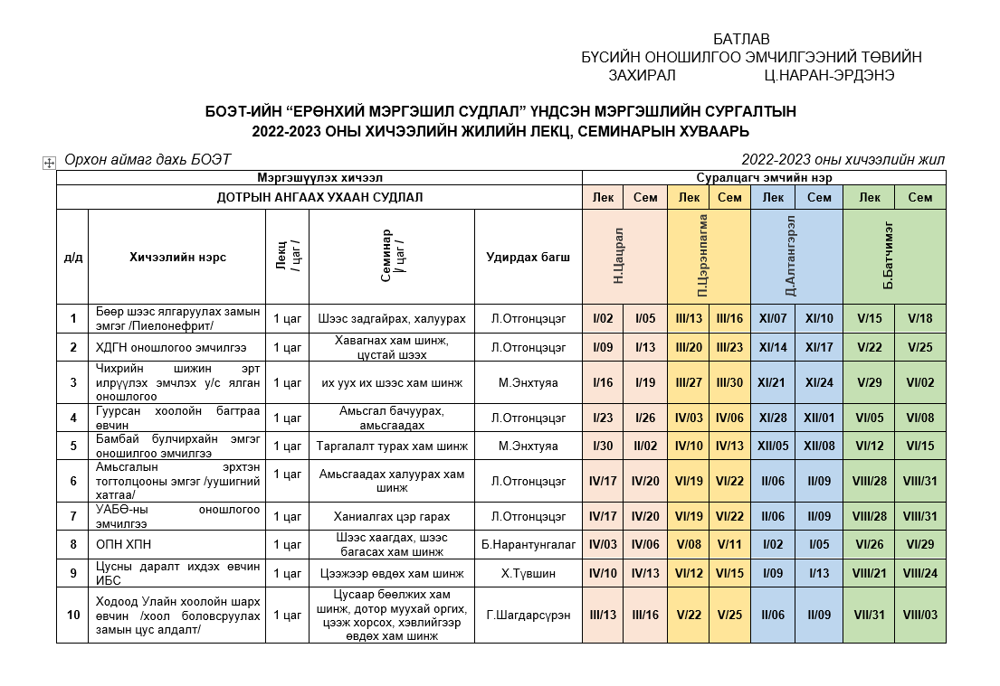 БАТЛАВ
БҮСИЙН ОНОШИЛГОО ЭМЧИЛГЭЭНИЙ ТӨВИЙН
ЗАХИРАЛ Ц.НАРАН-ЭРДЭНЭ
БОЭТ-ИЙН “ЕРӨНХИЙ МЭРГЭШИЛ СУДЛАЛ” ҮНДСЭН МЭРГЭШЛИЙН СУРГАЛТЫН
2022-2023 ОНЫ ХИЧЭЭЛИЙН ЖИЛИЙН ЛЕКЦ, СЕМИНАРЫН ХУВААРЬ
Орхон аймаг дахь БОЭТ 2022-2023 оны хичээлийн жил
Мэргэшүүлэх хичээл Суралцагч эмчийн нэр
ДОТРЫН АНГААХ УХААН СУДЛАЛ Лек Сем Лек Сем Лек Сем Лек Сем
д/д Хичээлийн нэрс Лекц / цаг / Семинар / цаг / Удирдах багш Н.Цацрал П.Цэрэнпагма Д.Алтангэрэл Б.Батчимэг
1 Бөөр шээс ялгаруулах замын эмгэг /Пиелонефрит/ 1 цаг Шээс задгайрах, халуурах Л.Отгонцэцэг I/02 I/05 III/13 III/16 XI/07 XI/10 V/15 V/18
2 ХДГН оношлогоо эмчилгээ 1 цаг Хавагнах хам шинж, цустай шээх Л.Отгонцэцэг I/09 I/13 III/20 III/23 XI/14 XI/17 V/22 V/25
3 Чихрийн шижин эрт илрүүлэх эмчлэх у/с ялган оношлогоо 1 цаг их уух их шээс хам шинж М.Энхтуяа I/16 I/19 III/27 III/30 XI/21 XI/24 V/29 VI/02
4 Гуурсан хоолойн багтраа өвчин 1 цаг Амьсгал бачуурах, амьсгаадах Л.Отгонцэцэг I/23 I/26 IV/03 IV/06 XI/28 XII/01 VI/05 VI/08
5 Бамбай булчирхайн эмгэг оношилгоо эмчилгээ 1 цаг Таргалалт турах хам шинж М.Энхтуяа I/30 II/02 IV/10 IV/13 XII/05 XII/08 VI/12 VI/15
6 Амьсгалын эрхтэн тогтолцооны эмгэг /уушигний хатгаа/ 1 цаг Амьсгаадах халуурах хам шинж Л.Отгонцэцэг IV/17 IV/20 VI/19 VI/22 II/06 II/09 VIII/28 VIII/31
7 УАБӨ-ны оношлогоо эмчилгээ 1 цаг Ханиалгах цэр гарах Л.Отгонцэцэг IV/17 IV/20 VI/19 VI/22 II/06 II/09 VIII/28 VIII/31
8 ОПН ХПН 1 цаг Шээс хаагдах, шээс багасах хам шинж Б.Нарантунгалаг IV/03 IV/06 V/08 V/11 I/02 I/05 VI/26 VI/29
9 Цусны даралт ихдэх өвчин ИБС 1 цаг Цээжээр өвдөх хам шинж Х.Түвшин IV/10 IV/13 VI/12 VI/15 I/09 I/13 VIII/21 VIII/24
10 Ходоод Улайн хоолойн шарх өвчин /хоол боловсруулах замын цус алдалт/ 1 цаг Цусаар бөөлжих хам шинж, дотор муухай оргих, цээж хорсох, хэвлийгээр өвдөх хам шинж Г.Шагдарсүрэн III/13 III/16 V/22 V/25 II/06 II/09 VII/31 VIII/03